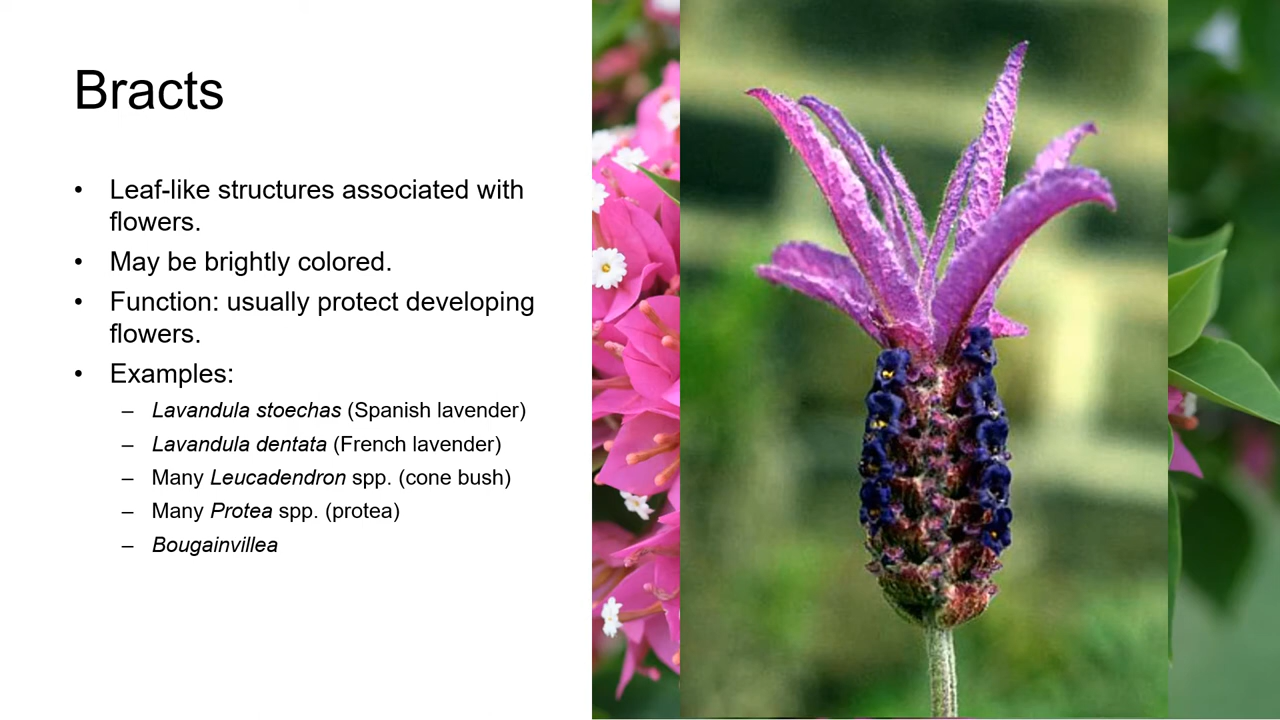 Bracts
• Leaf-like structures associated with
flowers.
• May be brightly colored.
• Function: usually protect developing
flowers.
• Examples:
– Lavandula stoechas (Spanish lavender)
– Lavandula dentata (French lavender)
– Many Leucadendron spp. (cone bush)
– Many Protea spp. (protea)
– Bougainvillea